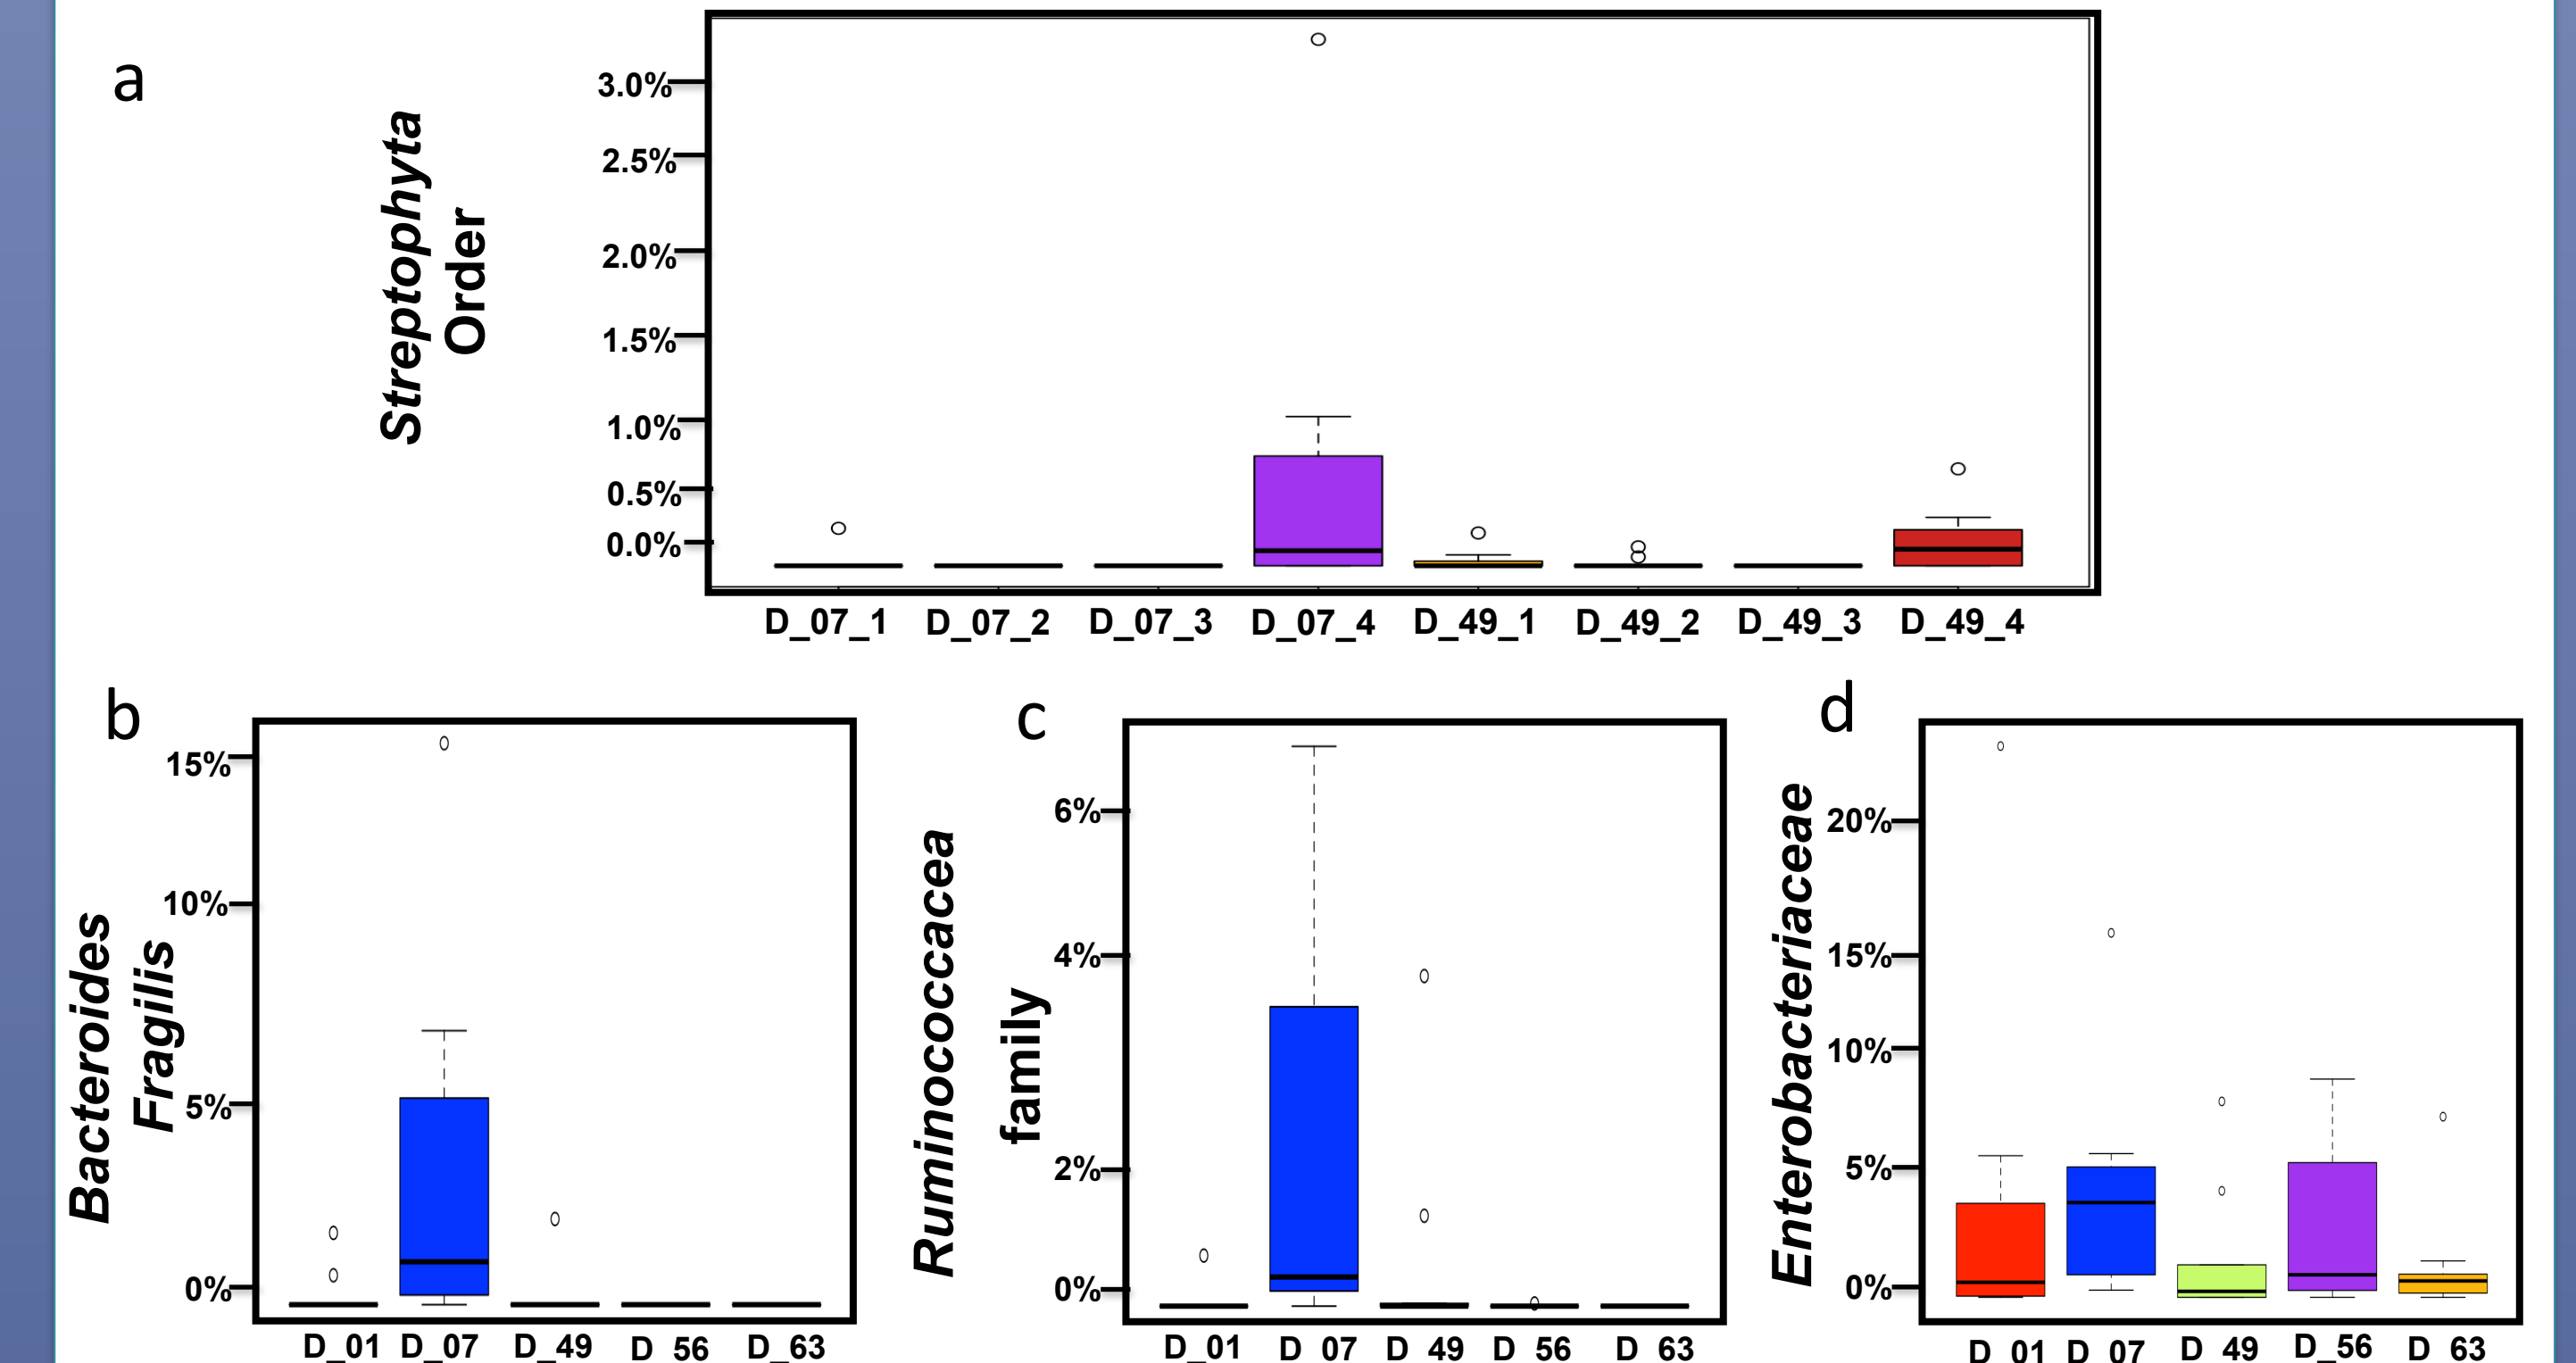 a
Streptophyta
Order
3.0%
2.5%
2.0%
1.5%
1.0%
0.5%
0.0%
D_07_1 D_07_2 D_07_3 D_07_4 D_49_1 D_49_2 D_49_3 D_49_4
b
Bacteroides
Fragilis
15%
10%
5%
0%
D_01 D_07 D_49 D_56 D_63
c
Ruminococcacea
family
6%
4%
2%
0%
D_01 D_07 D_49 D_56 D_63
d
Enterobacteriaceae
20%
15%
10%
5%
0%
D_01 D_07 D_49 D_56 D_63